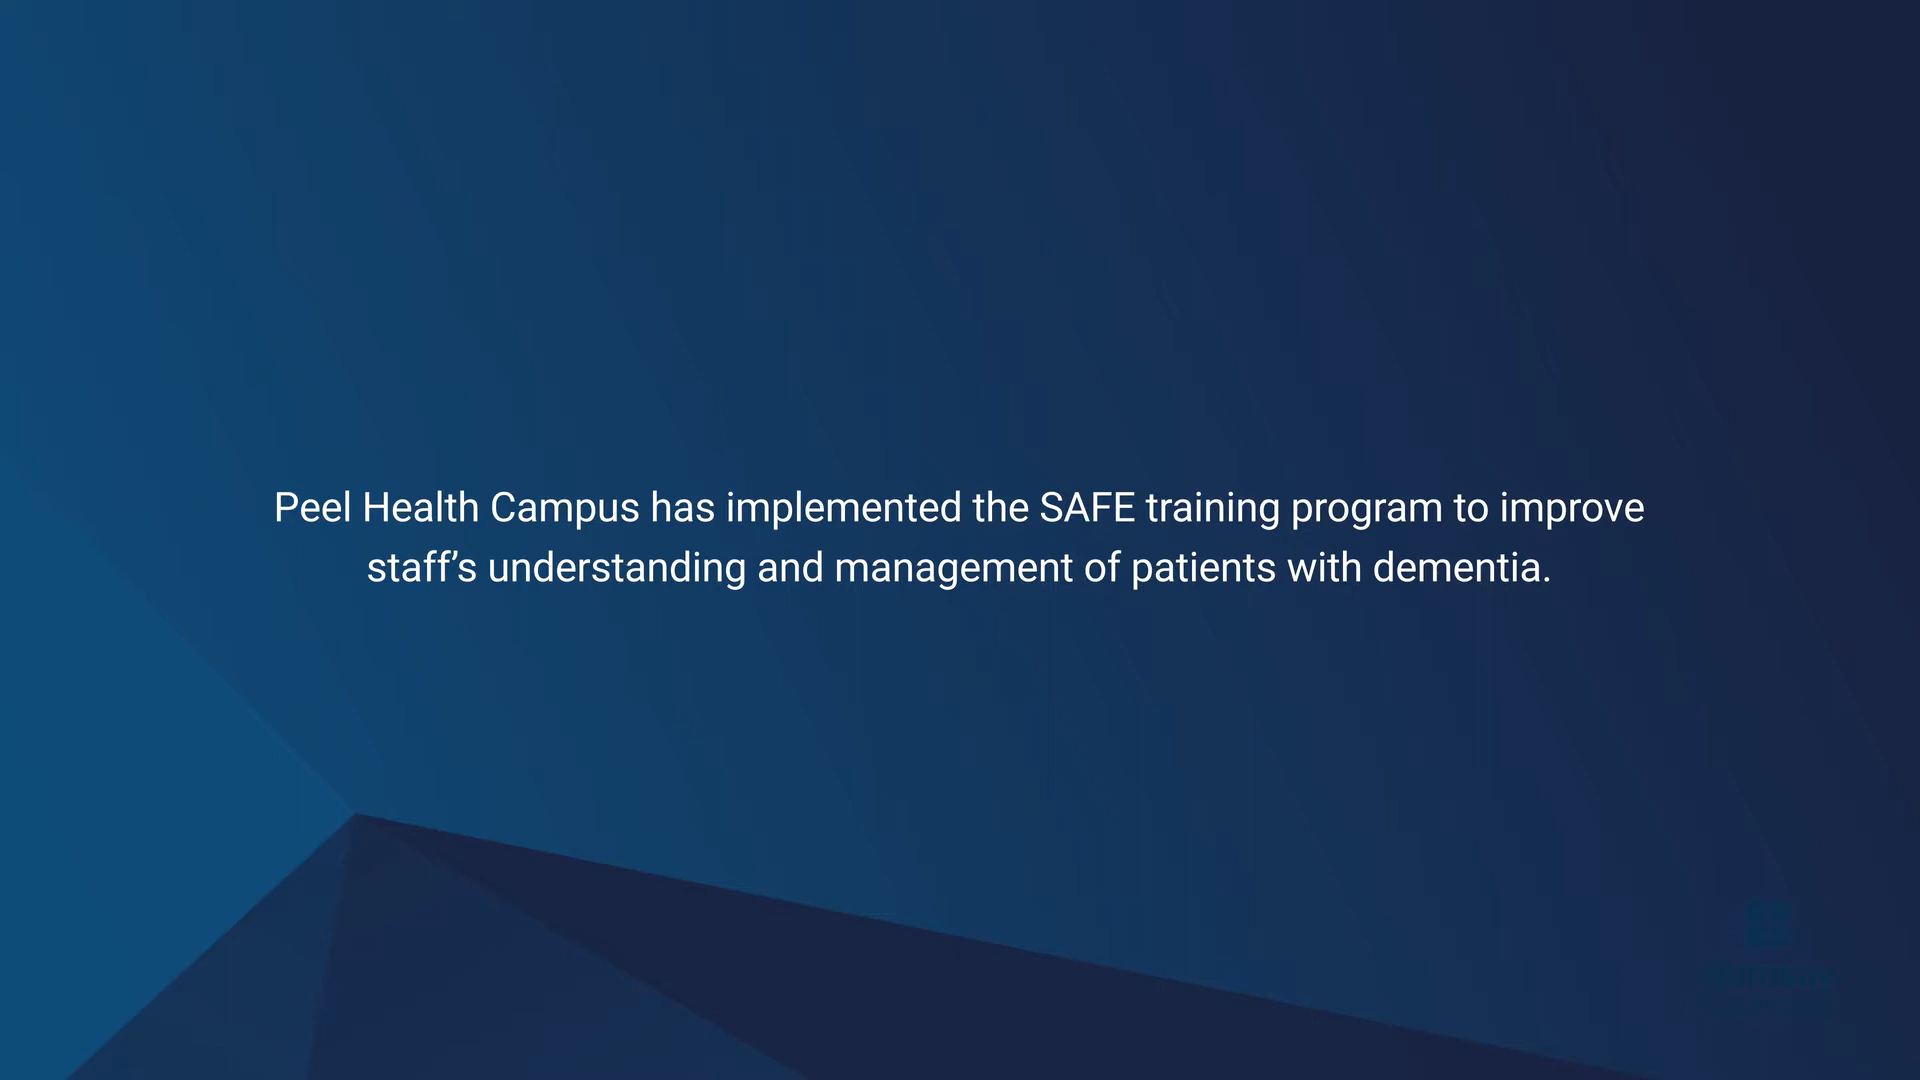 Peel Health Campus has implemented the SAFE training program to improve
staff’s understanding and management of patients with dementia.